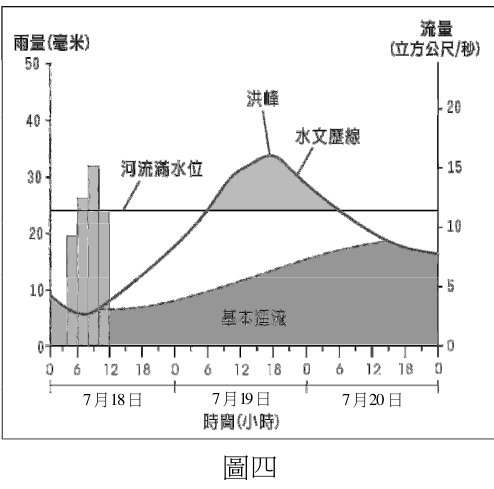 雨量(毫米)
流量
(立方公尺/秒)
50
40
30
20
10
0
20
15
10
5
0
洪峰
水文歷線
河流滿水位
基本逕流
0 6 12 18 0 6 12 18 0 6 12 18 0
7月18日 7月19日 7月20日
時間(小時)
圖四